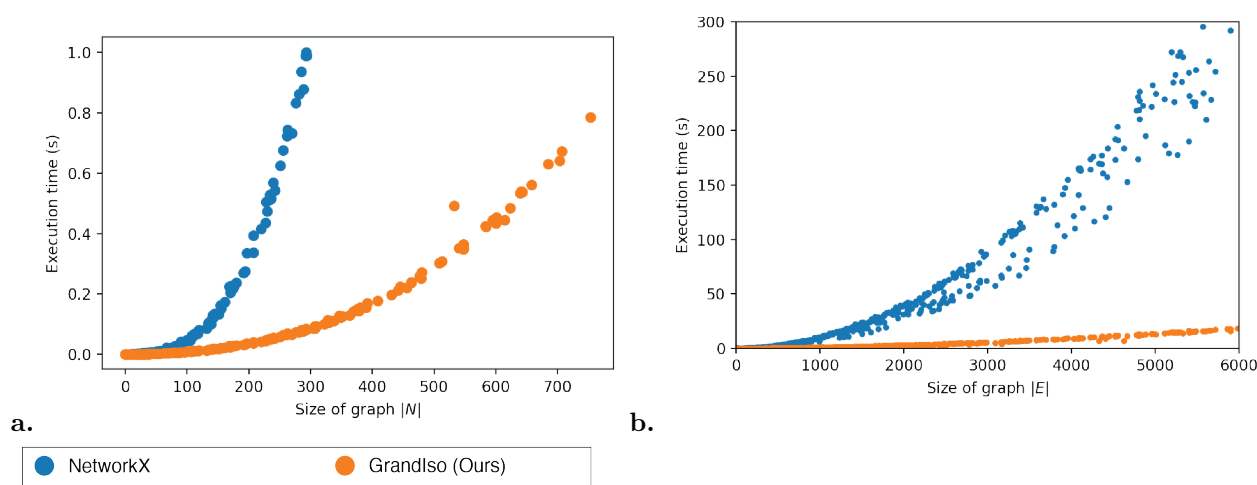 1.0
0.8
0.6
0.4
0.2
0.0
Execution time (s)
0 100 200 300 400 500 600 700
Size of graph |N|
a.
300
250
200
150
100
50
0
Execution time (s)
0 1000 2000 3000 4000 5000 6000
Size of graph |E|
b.
NetworkX GrandIso (Ours)